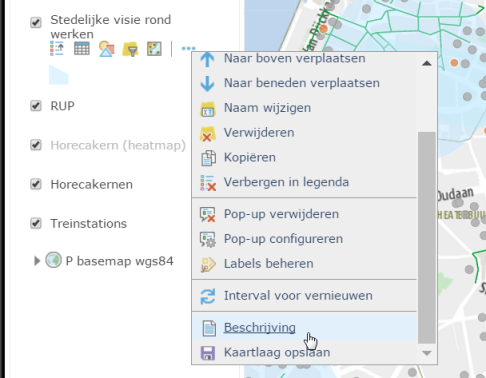 Stedelijke visie rond
werken
RUP
Horecakern (heatmap)
Horecakernen
Treinstations
P basemap wgs84
Naar boven verplaatsen
Naar beneden verplaatsen
Naam wijzigen
Verwijderen
Kopiëren
Verbergen in legenda
Pop-up verwijderen
Pop-up configureren
Labels beheren
Interval voor vernieuwen
Beschrijving
Kaartlaag opslaan
Oudaan